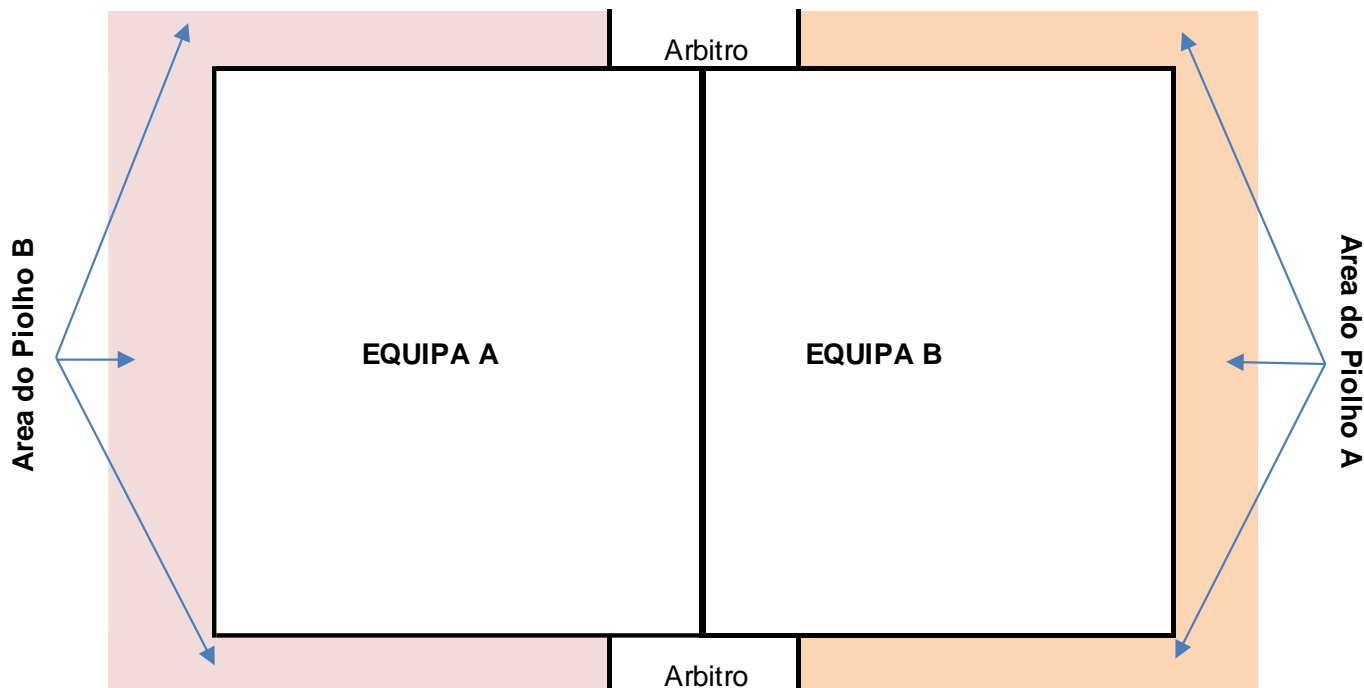 Arbitro
Area do Piolho B
EQUIPA A
EQUIPA B
Area do Piolho A
Arbitro